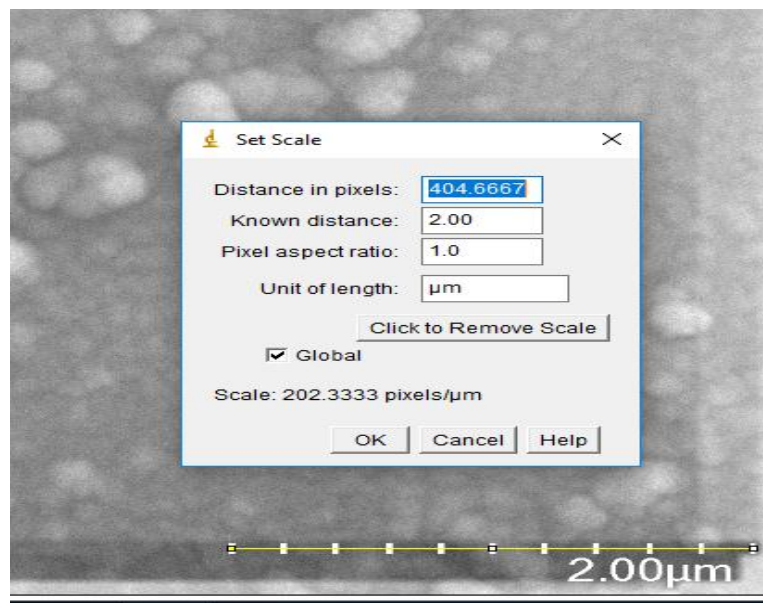 Set Scale
Distance in pixels: 404.6667
Known distance: 2.00
Pixel aspect ratio: 1.0
Unit of length: µm
Click to Remove Scale
Global
Scale: 202.3333 pixels/µm
OK Cancel Help
2.00µm